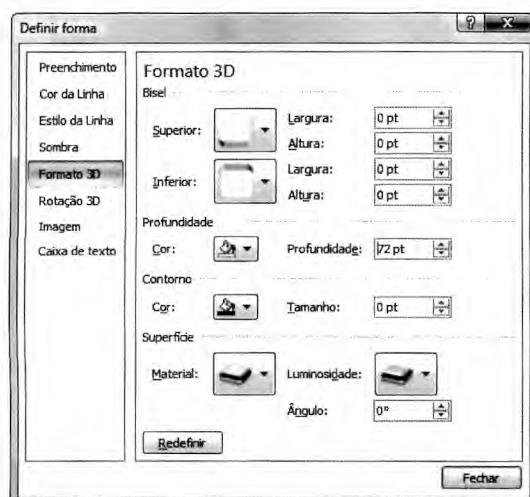 Definir forma
Preenchimento
Cor da Linha
Estilo da Linha
Sombra
Formato 3D
Rotação 3D
Imagem
Caixa de texto
Formato 3D
Bisel
Superior:
Largura: 0 pt
Altura: 0 pt
Inferior:
Largura: 0 pt
Altura: 0 pt
Profundidade
Cor:
Profundidade: 72 pt
Contorno
Cor:
Tamanho: 0 pt
Superfície
Material:
Luminosidade:
Ângulo: 0°
Redefinir
Fechar